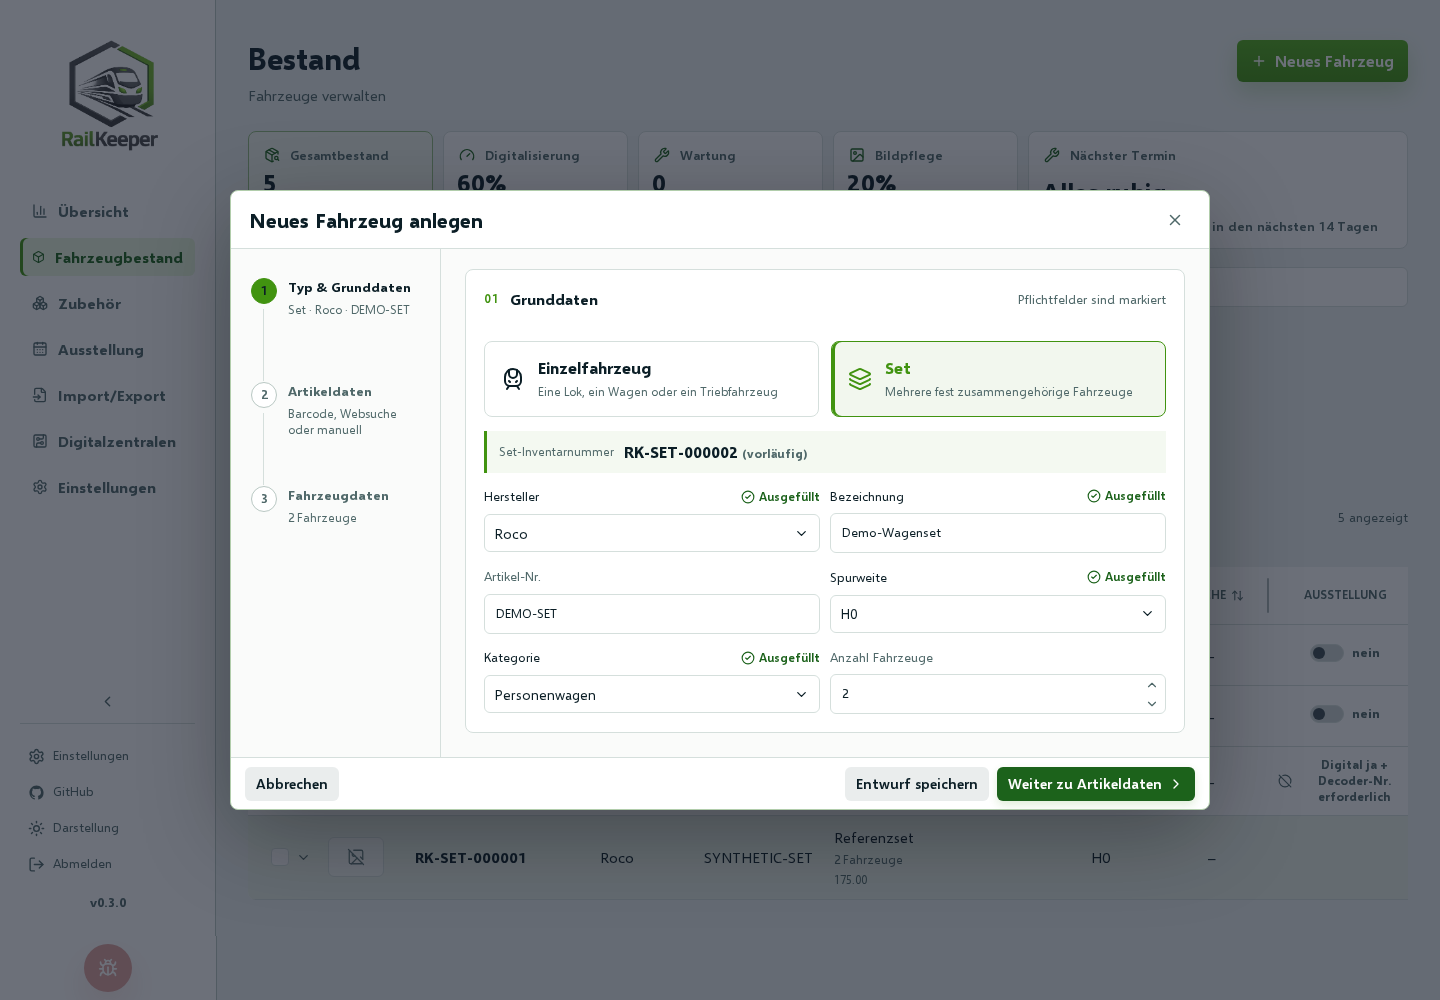 RailKeeper
Übersicht
Fahrzeugbestand
Zubehör
Ausstellung
Import/Export
Digitalzentralen
Einstellungen
Einstellungen
GitHub
Darstellung
Abmelden
v0.3.0
Bestand
Fahrzeuge verwalten
Neues Fahrzeug
Gesamtbestand
5
Digitalisierung
60%
Wartung
0
Bildpflege
20%
Nächster Termin
Alles ruhig
in den nächsten 14 Tagen
Neues Fahrzeug anlegen
1
Typ & Grunddaten
Set · Roco · DEMO-SET
2
Artikeldaten
Barcode, Websuche
oder manuell
3
Fahrzeugdaten
2 Fahrzeuge
01 Grunddaten
Pflichtfelder sind markiert
Einzelfahrzeug
Eine Lok, ein Wagen oder ein Triebfahrzeug
Set
Mehrere fest zusammengehörige Fahrzeuge
Set-Inventarnummer RK-SET-000002 (vorläufig)
Hersteller
Ausgefüllt
Roco
Bezeichnung
Ausgefüllt
Demo-Wagenset
Artikel-Nr.
DEMO-SET
Spurweite
Ausgefüllt
H0
Kategorie
Ausgefüllt
Personenwagen
Anzahl Fahrzeuge
2
Abbrechen
Entwurf speichern
Weiter zu Artikeldaten
5 angezeigt
HE
AUSSTELLUNG
–
nein
–
nein
–
Digital ja +
Decoder-Nr.
erforderlich
RK-SET-000001
Roco
SYNTHETIC-SET
Referenzset
2 Fahrzeuge
175.00
H0
–